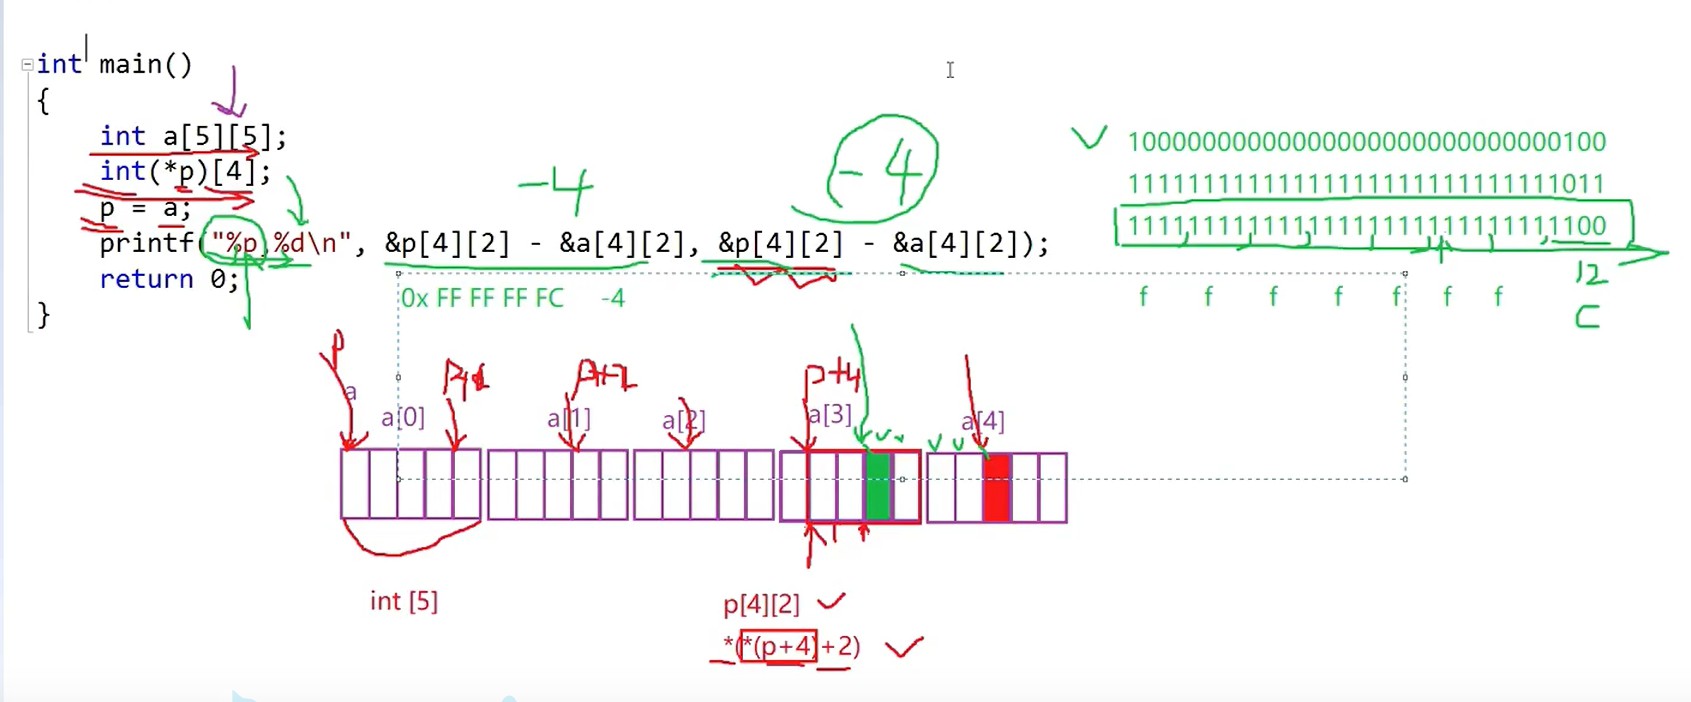 int main()
{
int a[5][5];
int(*p)[4];
p = a;
printf("%p,%d\n", &p[4][2] - &a[4][2], &p[4][2] - &a[4][2]);
return 0;
}
-4
-4
10000000000000000000000000000100
11111111111111111111111111111011
11111111111111111111111111111100
4
12
0x FF FF FF FC -4
f f f f f f f
C
p
p+2
p+4
a
a[0] a[1] a[2] a[3] a[4]
int [5]
p[4][2]
*(*(p+4)+2)